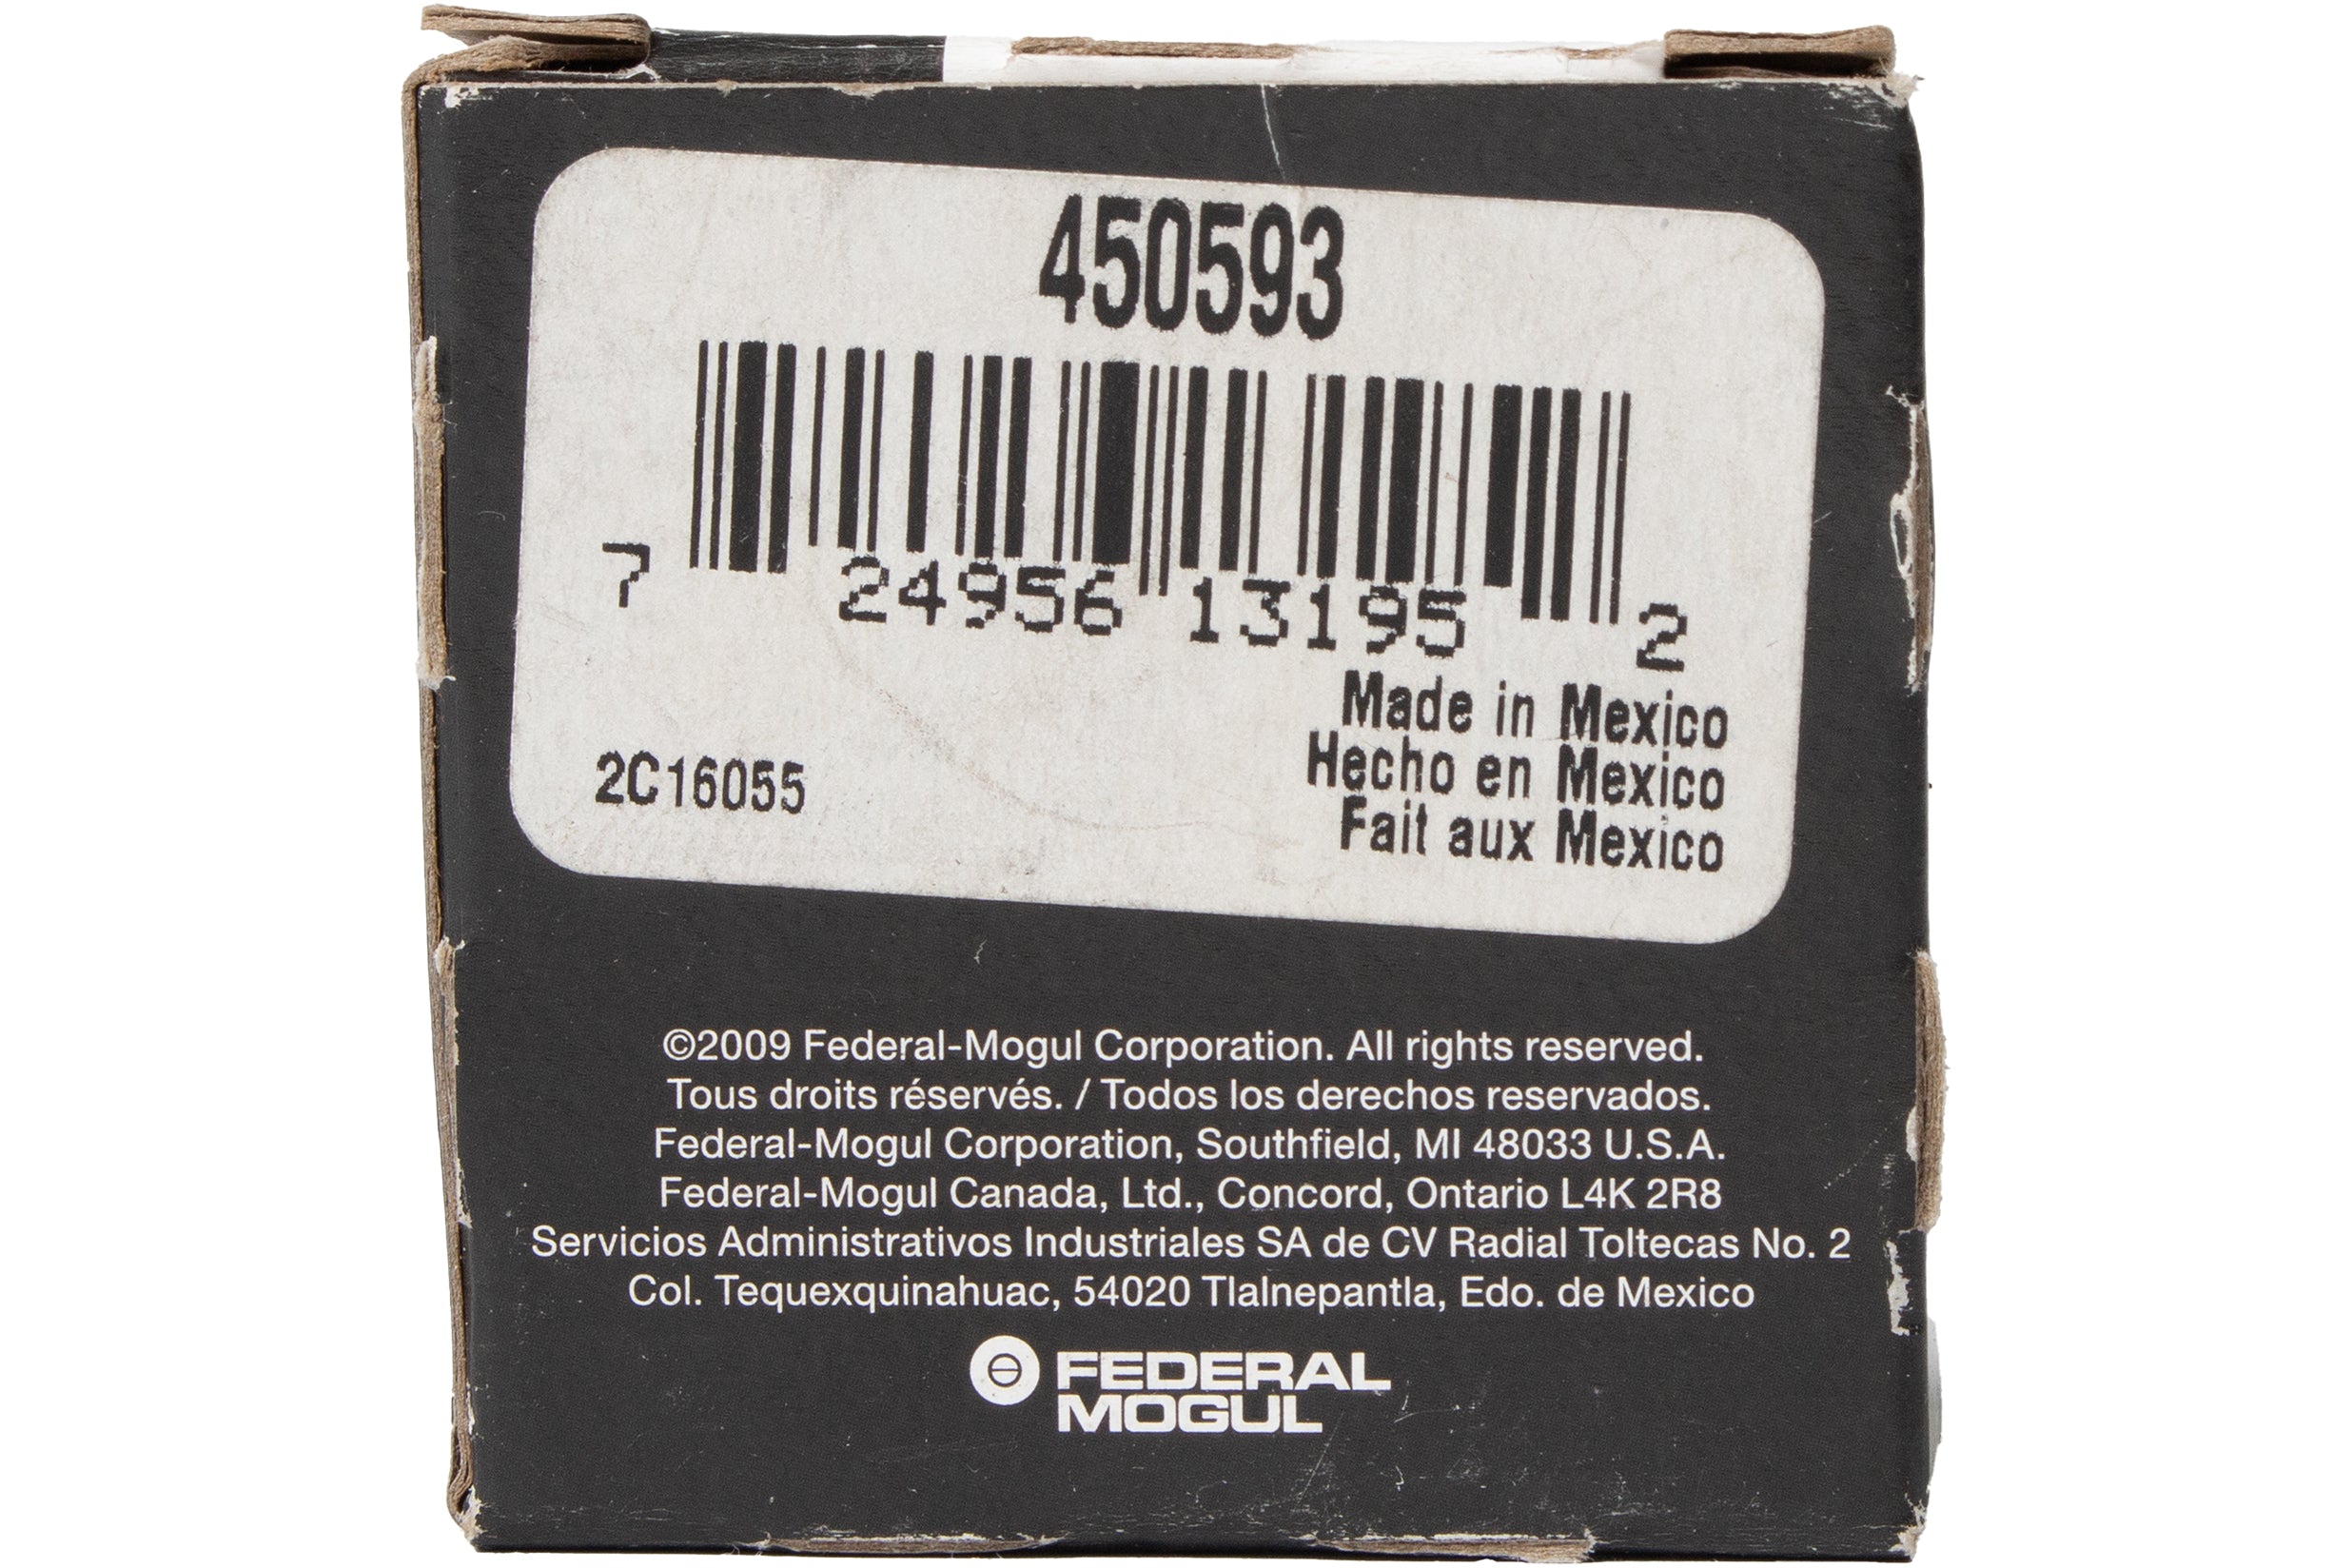 450593
7 24956 13195 2
Made in Mexico
Hecho en Mexico
Fait aux Mexico
2C16055
©2009 Federal-Mogul Corporation. All rights reserved.
Tous droits réservés. / Todos los derechos reservados.
Federal-Mogul Corporation, Southfield, MI 48033 U.S.A.
Federal-Mogul Canada, Ltd., Concord, Ontario L4K 2R8
Servicios Administrativos Industriales SA de CV Radial Toltecas No. 2
Col. Tequexquinahuac, 54020 Tlalnepantla, Edo. de Mexico
FEDERAL
MOGUL